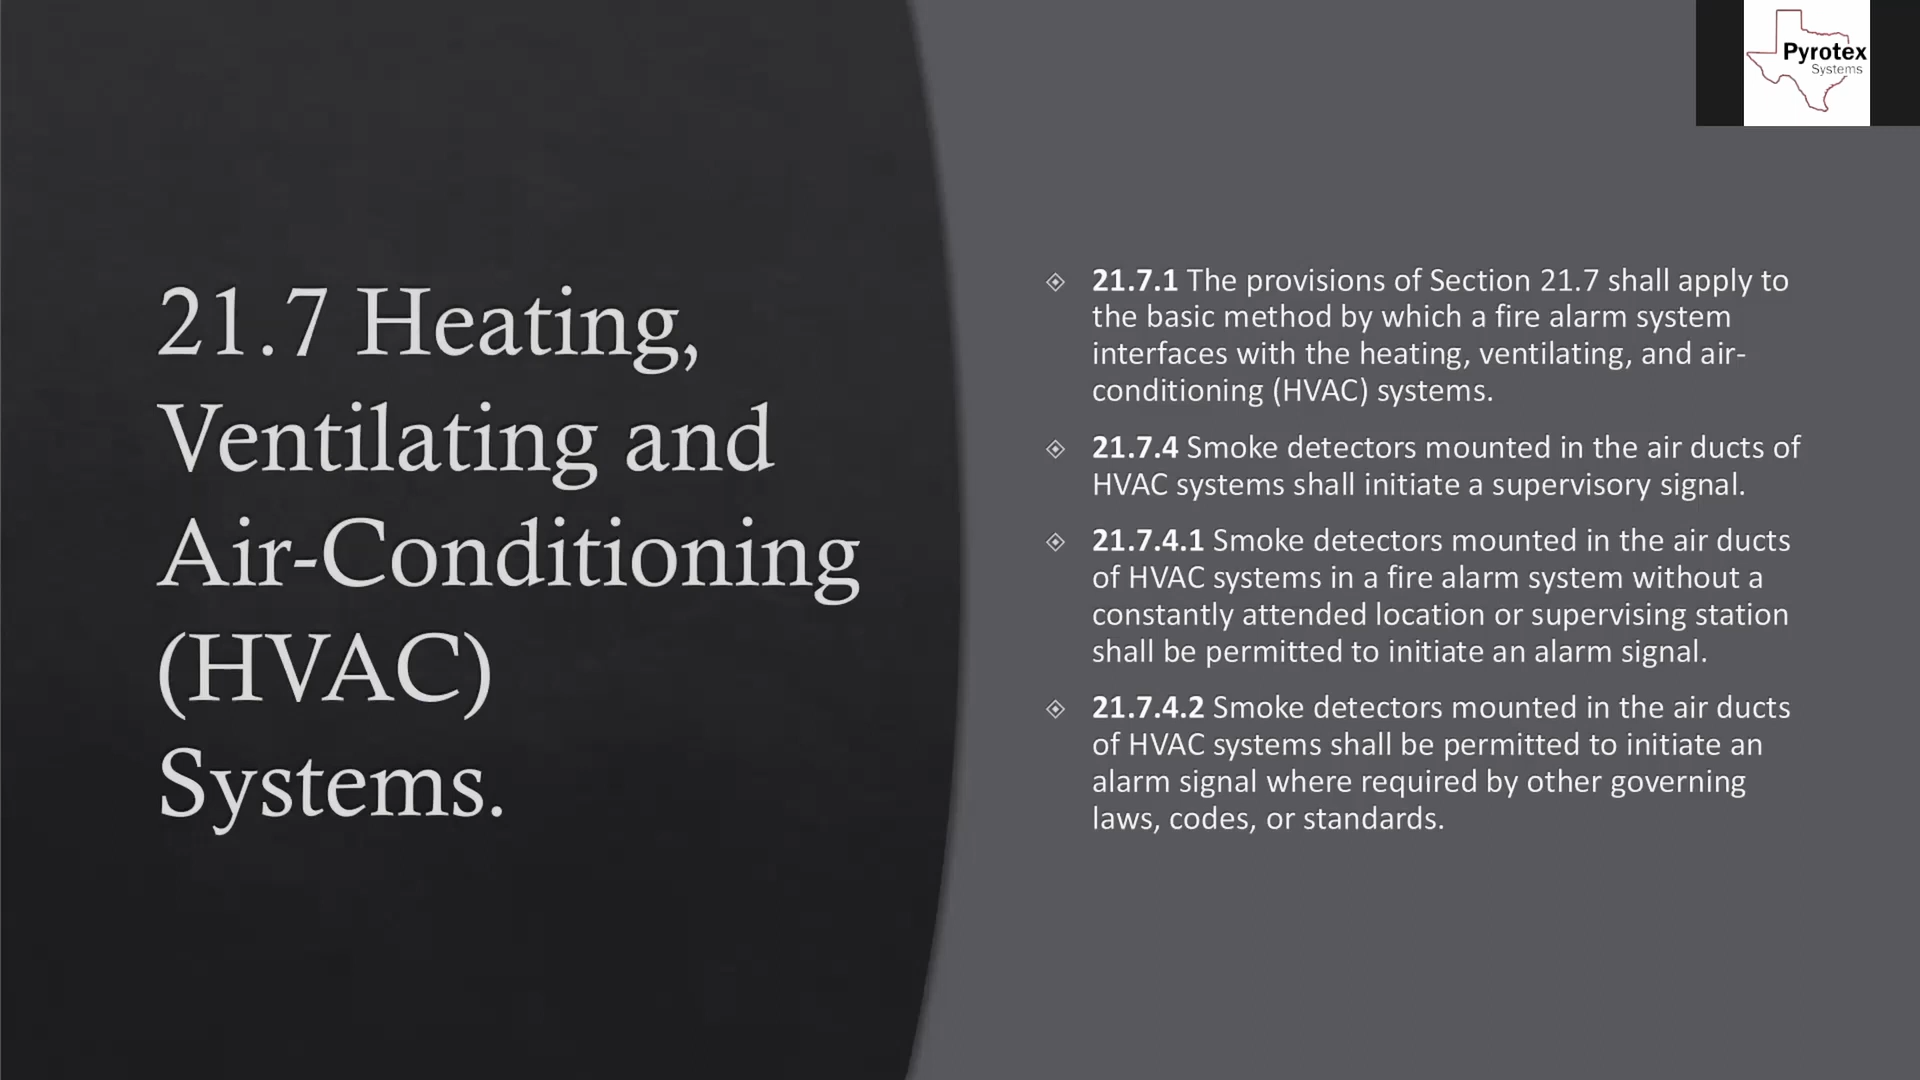 Pyrotex
Systems
21.7 Heating,
Ventilating and
Air-Conditioning
(HVAC)
Systems.
21.7.1 The provisions of Section 21.7 shall apply to
the basic method by which a fire alarm system
interfaces with the heating, ventilating, and air-
conditioning (HVAC) systems.
21.7.4 Smoke detectors mounted in the air ducts of
HVAC systems shall initiate a supervisory signal.
21.7.4.1 Smoke detectors mounted in the air ducts
of HVAC systems in a fire alarm system without a
constantly attended location or supervising station
shall be permitted to initiate an alarm signal.
21.7.4.2 Smoke detectors mounted in the air ducts
of HVAC systems shall be permitted to initiate an
alarm signal where required by other governing
laws, codes, or standards.